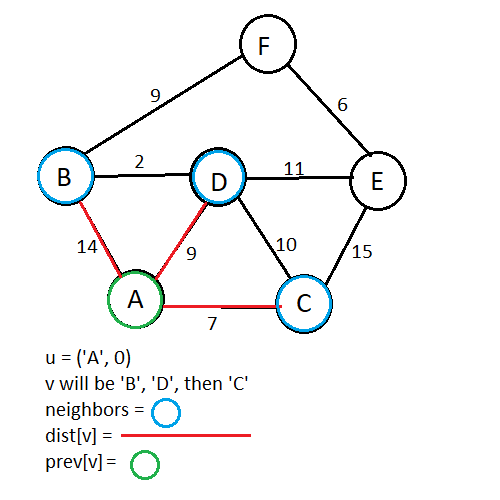 F
9
6
B
2
D
11
E
14
9
10
15
A
C
7
u = ('A', 0)
v will be 'B', 'D', then 'C'
neighbors =
dist[v] =
prev[v] =